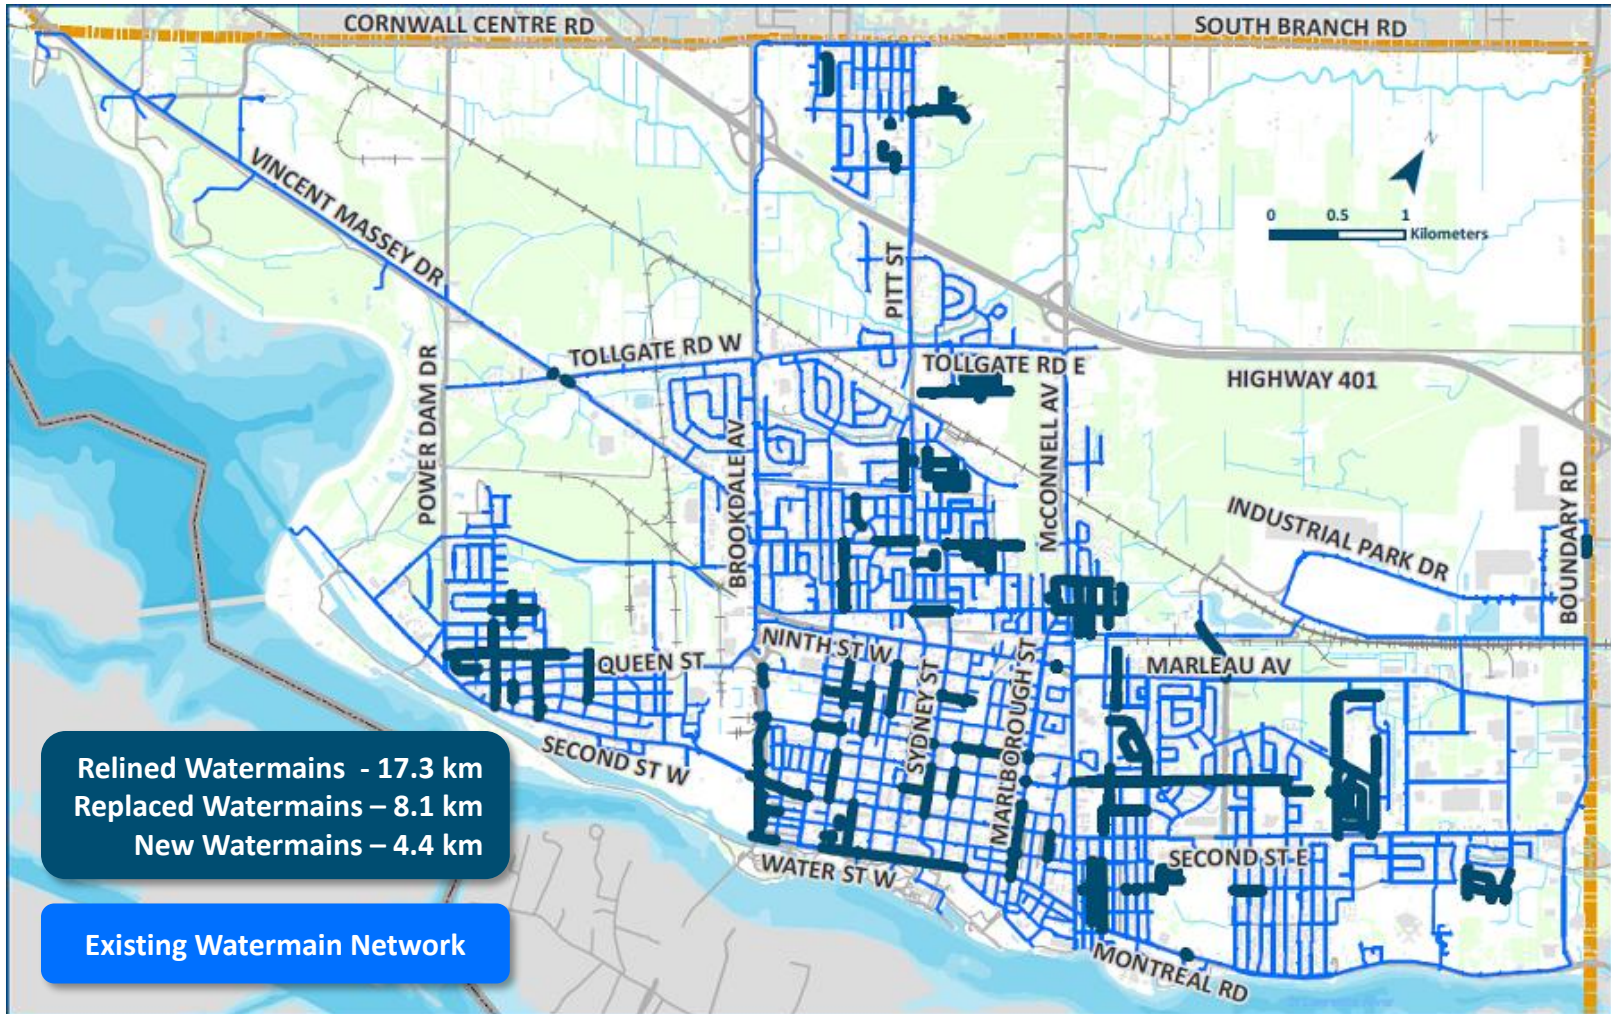 CORNWALL CENTRE RD
SOUTH BRANCH RD
N
0 0.5 1
Kilometers
VINCENT MASSEY DR
PITT ST
TOLLGATE RD W
TOLLGATE RD E
HIGHWAY 401
POWER DAM DR
BROOKDALE AV
McCONNELL AV
INDUSTRIAL PARK DR
BOUNDARY RD
NINTH ST W
QUEEN ST
SYDNEY ST
MARLBOROUGH ST
MARLEAU AV
SECOND ST W
Relined Watermains - 17.3 km
Replaced Watermains – 8.1 km
New Watermains – 4.4 km
WATER ST W
SECOND ST E
Existing Watermain Network
MONTREAL RD